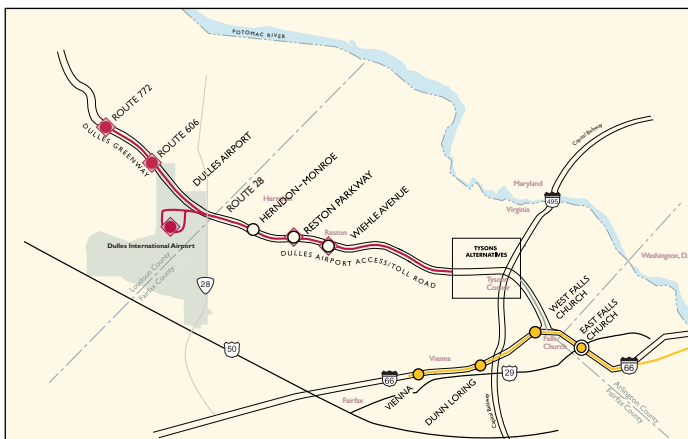 POTOMAC RIVER
ROUTE 772
ROUTE 606
DULLES GREENWAY
DULLES AIRPORT
ROUTE 28
HERNDON-MONROE
RESTON PARKWAY
WIEHLE AVENUE
Reston
DULLES AIRPORT ACCESS/TOLL ROAD
Dulles International Airport
Loudoun County
Fairfax County
28
50
Capital Beltway
Maryland
495
Virginia
Washington, D.
TYSONS
ALTERNATIVES
Tysons
Corner
WEST FALLS
CHURCH
EAST FALLS
CHURCH
Falls
Church
Vienna
66
VIENNA
DUNN LORING
29
66
Fairfax
Capital Beltway
Arlington County
Fairfax County